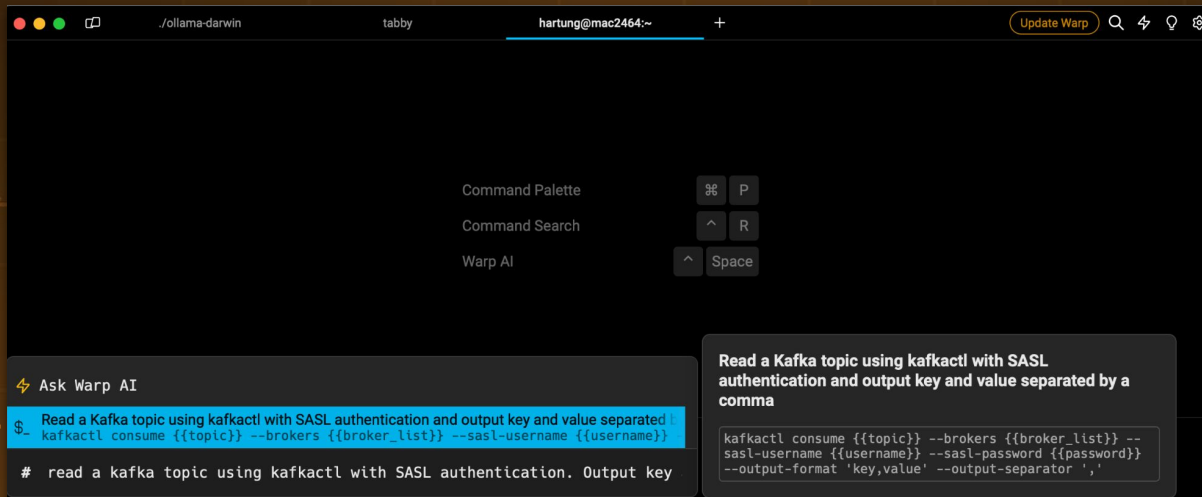 ./ollama-darwin
tabby
hartung@mac2464:~
+
Update Warp
Command Palette ⌘ P
Command Search ^ R
Warp AI ^ Space
⚡ Ask Warp AI
$_ Read a Kafka topic using kafkactl with SASL authentication and output key and value separated b
kafkactl consume {{topic}} --brokers {{broker_list}} --sasl-username {{username}}
# read a kafka topic using kafkactl with SASL authentication. Output key
Read a Kafka topic using kafkactl with SASL
authentication and output key and value separated by a
comma
kafkactl consume {{topic}} --brokers {{broker_list}} --
sasl-username {{username}} --sasl-password {{password}}
--output-format 'key,value' --output-separator ','